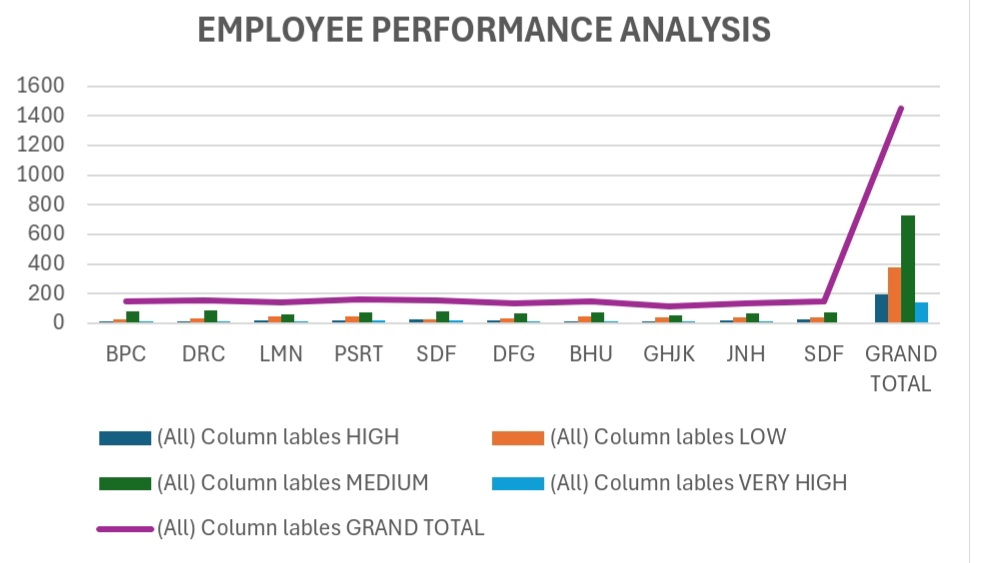 EMPLOYEE PERFORMANCE ANALYSIS
1600
1400
1200
1000
800
600
400
200
0
BPC DRC LMN PSRT SDF DFG BHU GHJK JNH SDF GRAND TOTAL
(All) Column lables HIGH (All) Column lables LOW
(All) Column lables MEDIUM (All) Column lables VERY HIGH
(All) Column lables GRAND TOTAL